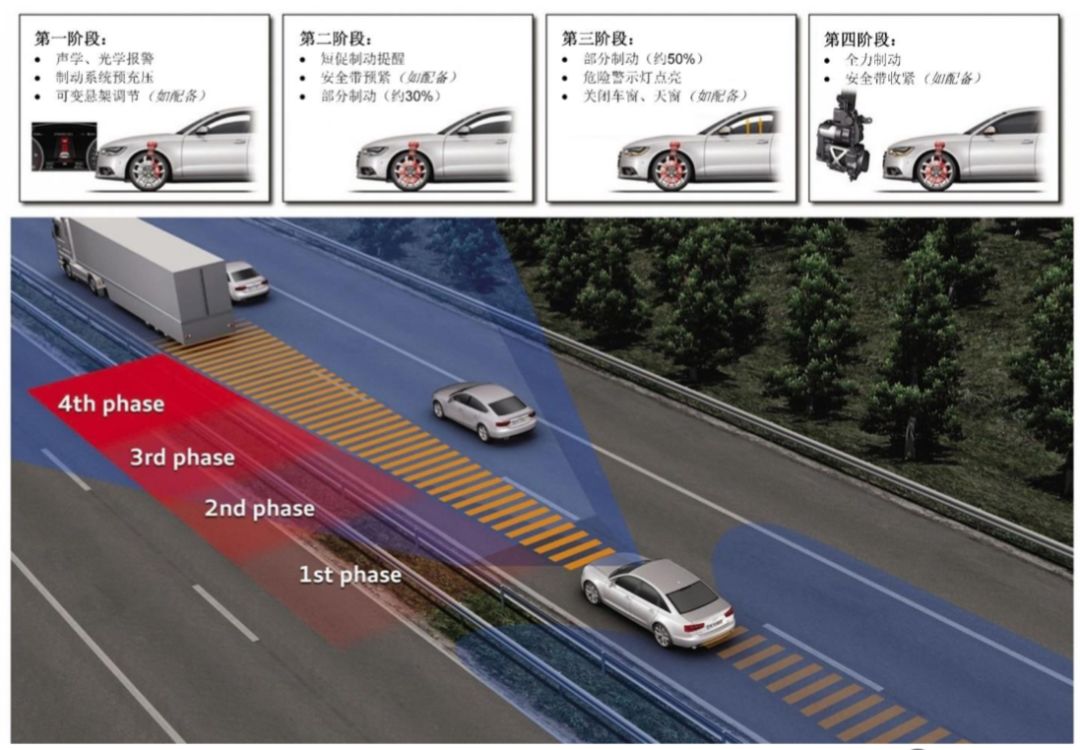 第一阶段：
• 声学、光学报警
• 制动系统预充压
• 可变悬架调节（如配备）
第二阶段：
• 短促制动提醒
• 安全带预紧（如配备）
• 部分制动（约30%）
第三阶段：
• 部分制动（约50%）
• 危险警示灯点亮
• 关闭车窗、天窗（如配备）
第四阶段：
• 全力制动
• 安全带收紧（如配备）
4th phase
3rd phase
2nd phase
1st phase